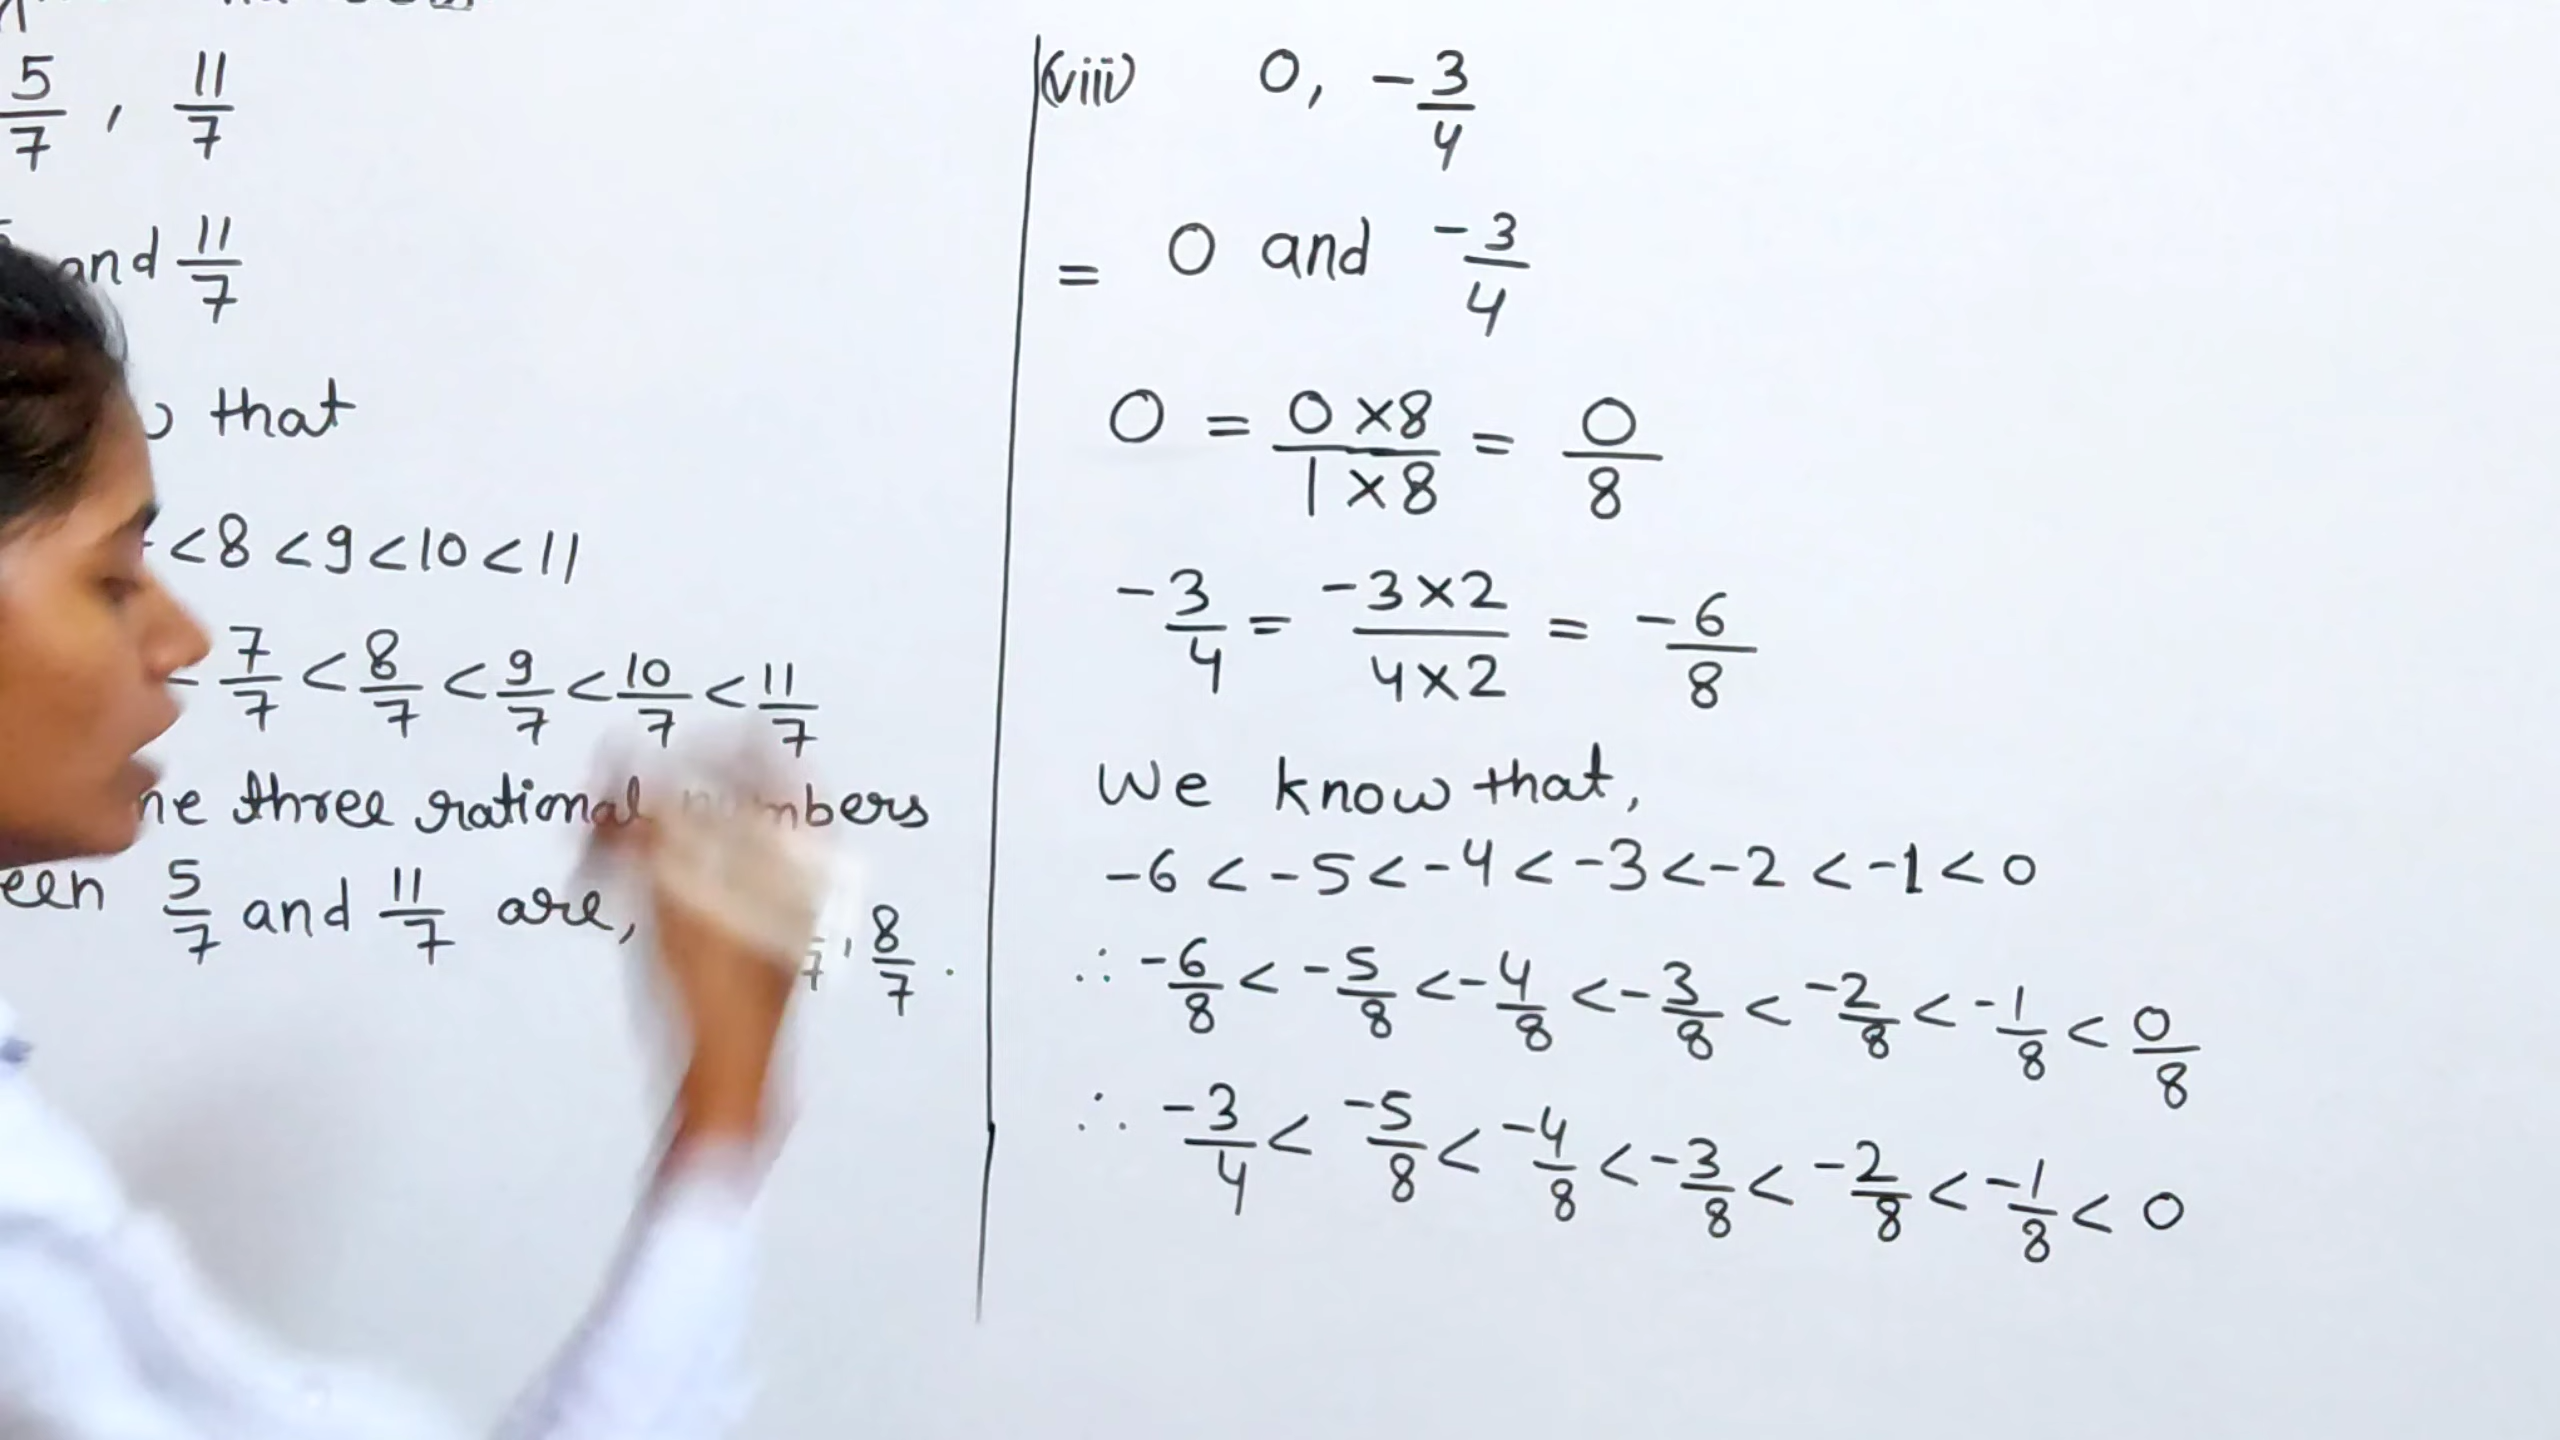 5/7 , 11/7
and 11/7
that
< 8 < 9 < 10 < 11
7/7 < 8/7 < 9/7 < 10/7 < 11/7
three rational numbers
5/7 and 11/7 are,
8/7 .
(viii) 0, -3/4
= 0 and -3/4
0 = 0 × 8/1 × 8 = 0/8
-3/4 = -3 × 2/4 × 2 = -6/8
We know that,
-6 < -5 < -4 < -3 < -2 < -1 < 0
∴ -6/8 < -5/8 < -4/8 < -3/8 < -2/8 < -1/8 < 0/8
∴ -3/4 < -5/8 < -4/8 < -3/8 < -2/8 < -1/8 < 0